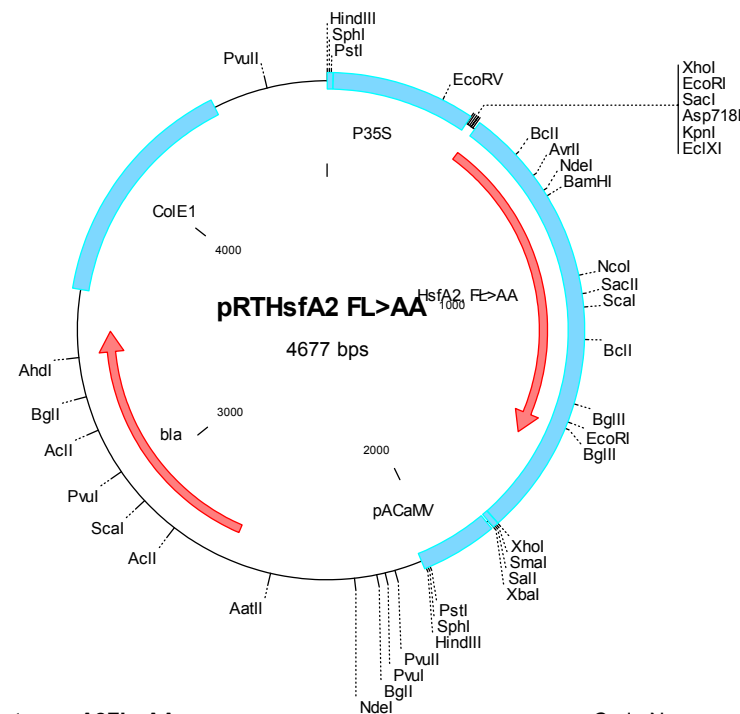 HindIII
SphI
PstI
PvuII
EcoRV
XhoI
EcoRI
SacI
Asp718I
KpnI
EclXI
P35S
BclI
AvrII
NdeI
BamHI
ColE1
4000
NcoI
SacII
ScaI
HsfA2, FL>AA
1000
pRTHsfA2 FL>AA
4677 bps
BclI
AhdI
BglI
AclI
bla
3000
BglII
EcoRI
BglII
2000
PvuI
ScaI
AclI
pACaMV
XhoI
SmaI
SalI
XbaI
AatII
PstI
SphI
HindIII
PvuII
PvuI
BglI
NdeI